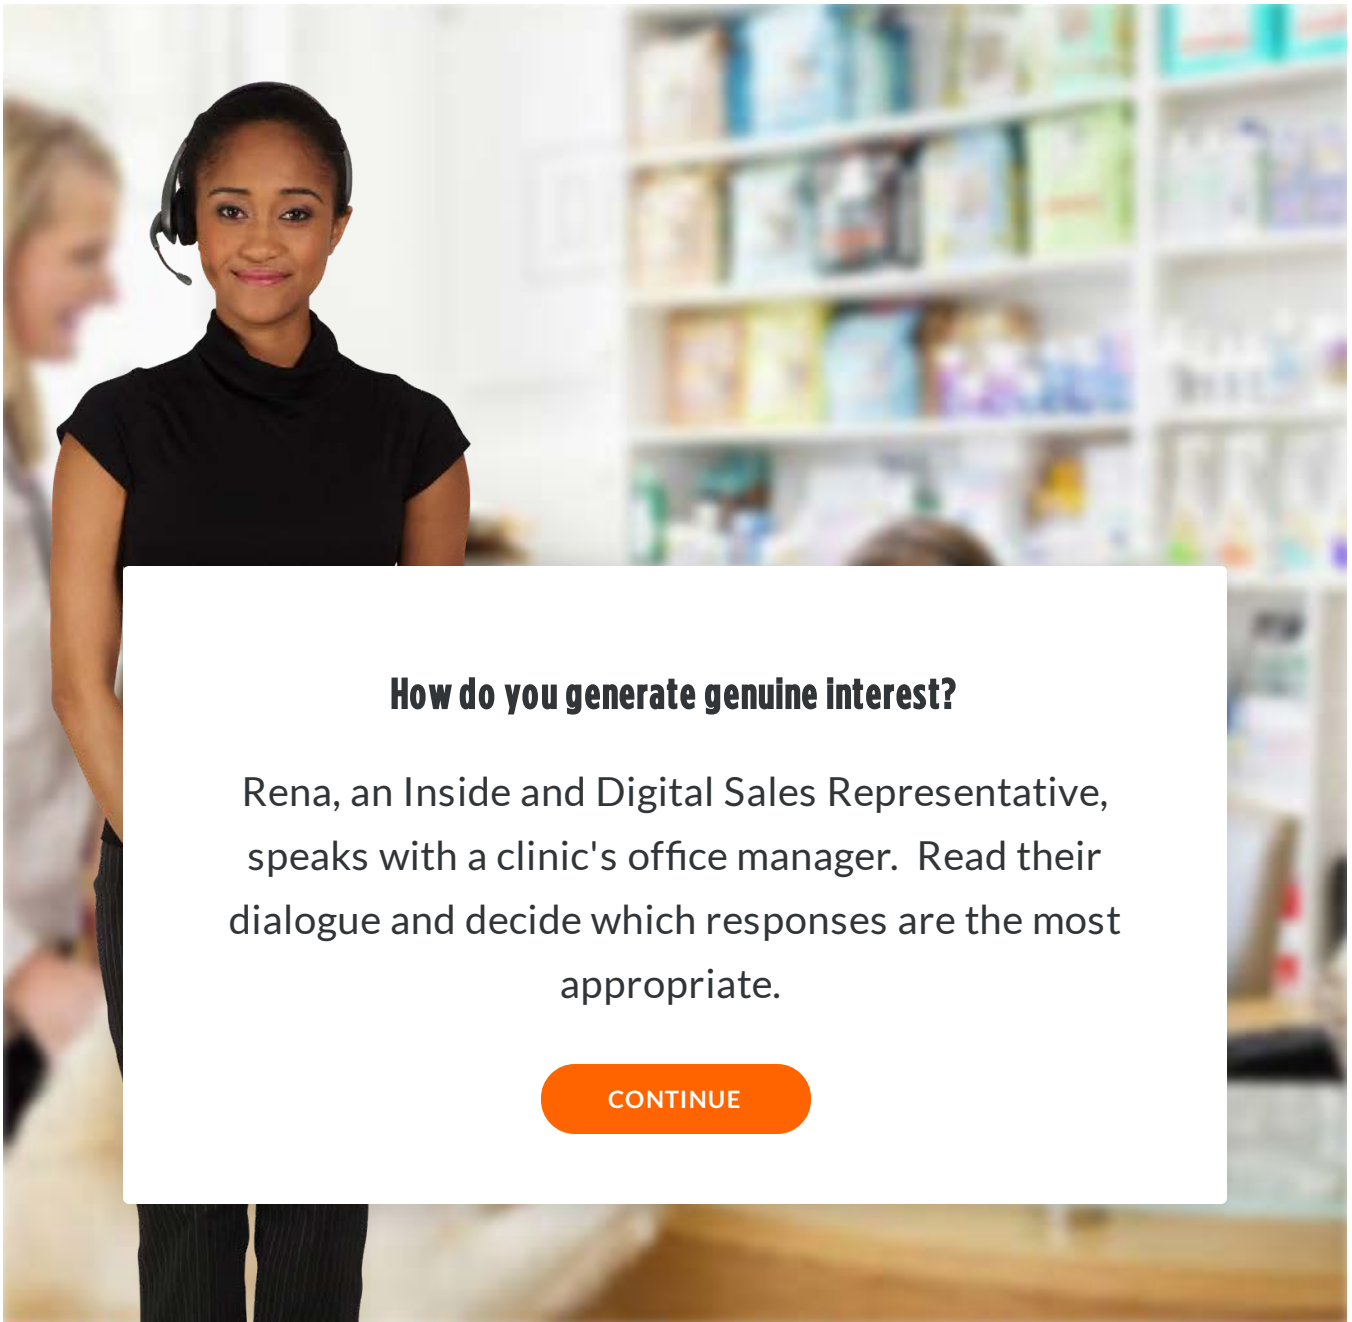 How do you generate genuine interest?
Rena, an Inside and Digital Sales Representative,
speaks with a clinic's office manager.  Read their
dialogue and decide which responses are the most
appropriate.
CONTINUE